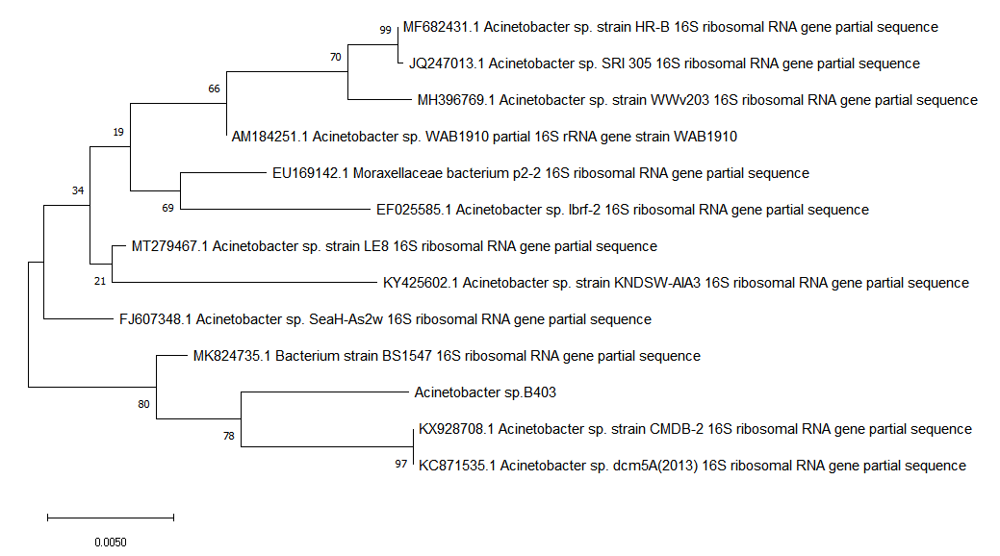 99
MF682431.1 Acinetobacter sp. strain HR-B 16S ribosomal RNA gene partial sequence
70
JQ247013.1 Acinetobacter sp. SRI 305 16S ribosomal RNA gene partial sequence
66
MH396769.1 Acinetobacter sp. strain WWv203 16S ribosomal RNA gene partial sequence
19
AM184251.1 Acinetobacter sp. WAB1910 partial 16S rRNA gene strain WAB1910
EU169142.1 Moraxellaceae bacterium p2-2 16S ribosomal RNA gene partial sequence
34
69
EF025585.1 Acinetobacter sp. lbrf-2 16S ribosomal RNA gene partial sequence
MT279467.1 Acinetobacter sp. strain LE8 16S ribosomal RNA gene partial sequence
21
KY425602.1 Acinetobacter sp. strain KNDSW-AIA3 16S ribosomal RNA gene partial sequence
FJ607348.1 Acinetobacter sp. SeaH-As2w 16S ribosomal RNA gene partial sequence
MK824735.1 Bacterium strain BS1547 16S ribosomal RNA gene partial sequence
80
Acinetobacter sp.B403
78
KX928708.1 Acinetobacter sp. strain CMDB-2 16S ribosomal RNA gene partial sequence
97
KC871535.1 Acinetobacter sp. dcm5A(2013) 16S ribosomal RNA gene partial sequence
0.0050